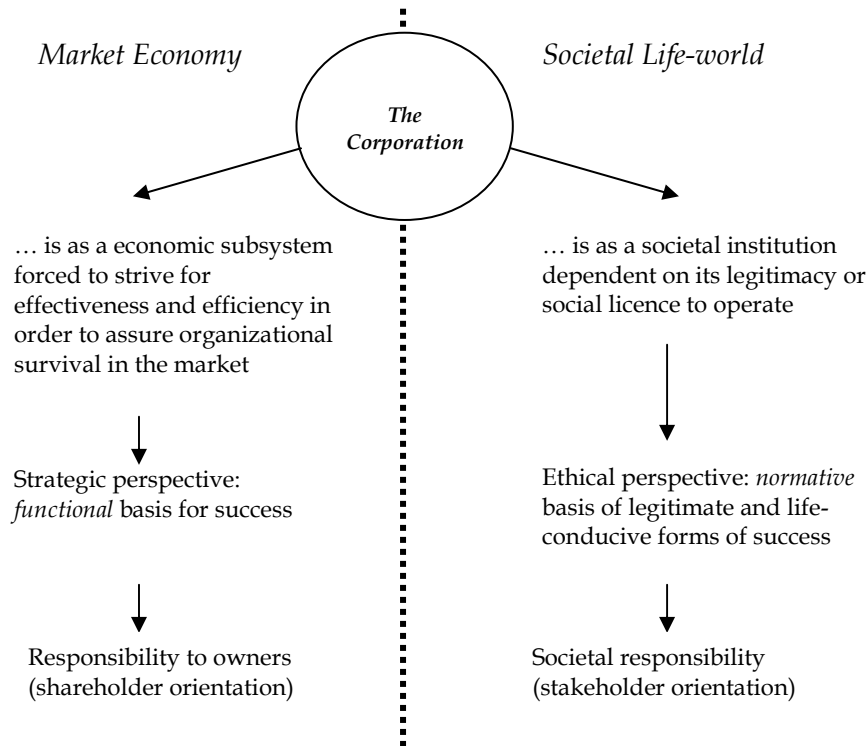 Market Economy
Societal Life-world
The
Corporation
… is as a economic subsystem
forced to strive for
effectiveness and efficiency in
order to assure organizational
survival in the market
… is as a societal institution
dependent on its legitimacy or
social licence to operate
Strategic perspective:
functional basis for success
Ethical perspective: normative
basis of legitimate and life-
conducive forms of success
Responsibility to owners
(shareholder orientation)
Societal responsibility
(stakeholder orientation)